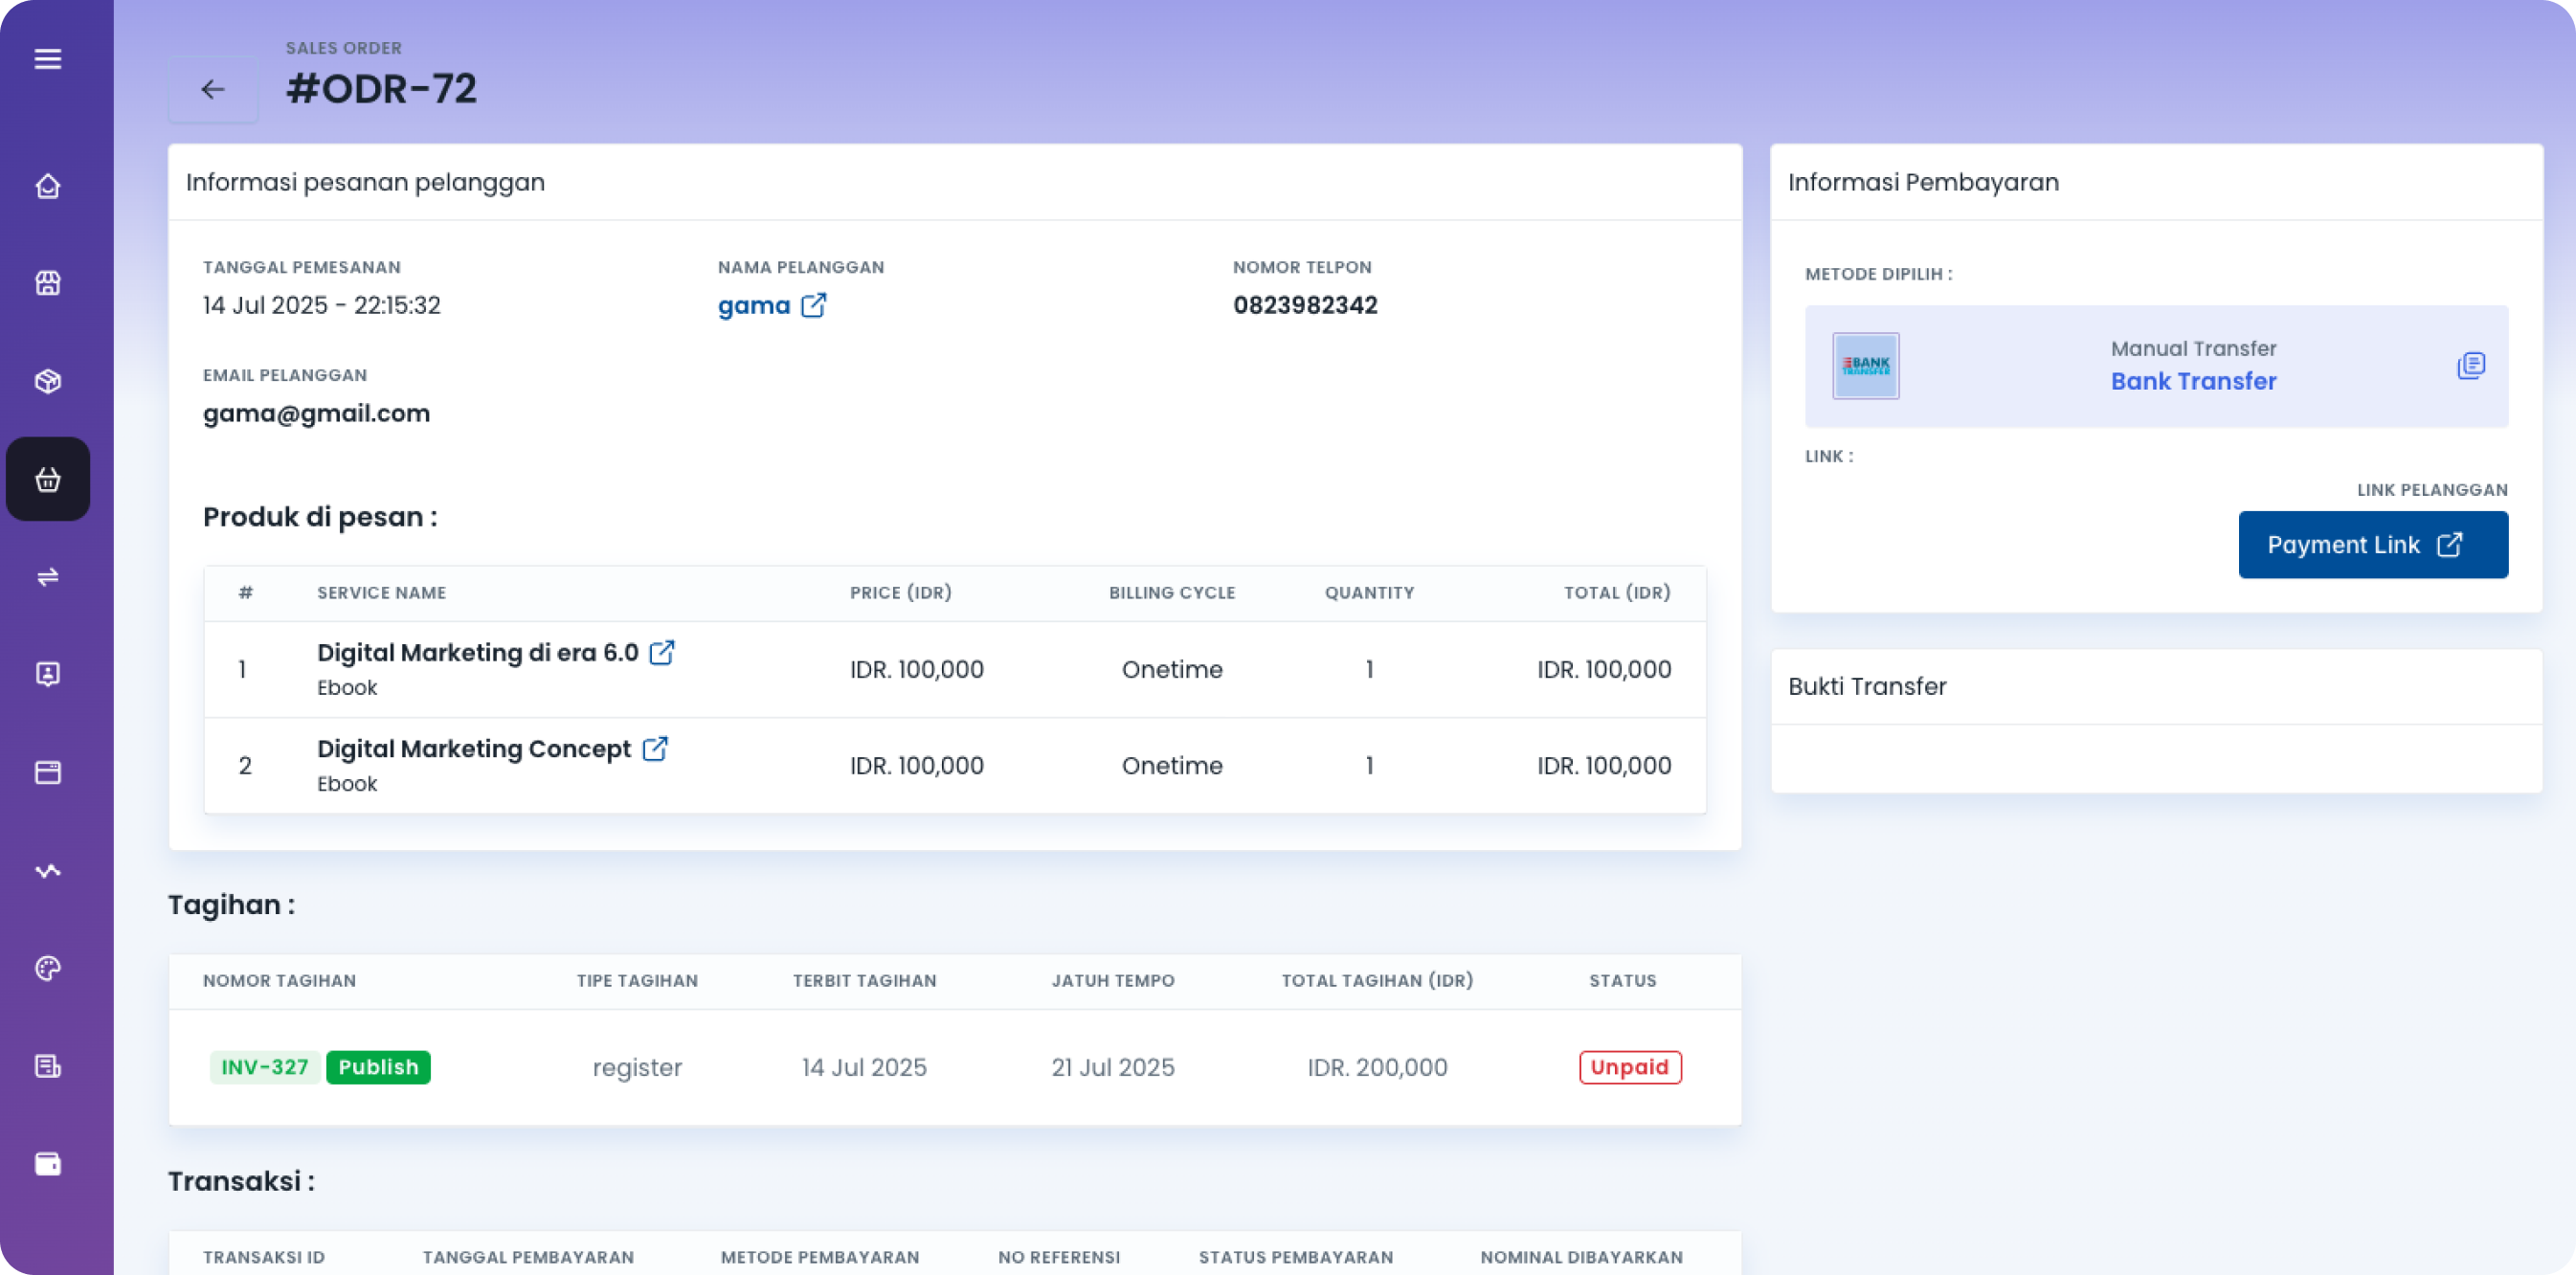 SALES ORDER
#ODR-72
Informasi pesanan pelanggan
TANGGAL PEMESANAN
14 Jul 2025 - 22:15:32
NAMA PELANGGAN
gama
NOMOR TELPON
0823982342
EMAIL PELANGGAN
gama@gmail.com
Produk di pesan :
# SERVICE NAME PRICE (IDR) BILLING CYCLE QUANTITY TOTAL (IDR)
1 Digital Marketing di era 6.0 IDR. 100,000 Onetime 1 IDR. 100,000
Ebook
2 Digital Marketing Concept IDR. 100,000 Onetime 1 IDR. 100,000
Ebook
Informasi Pembayaran
METODE DIPILIH :
BANK
TRANSFER
Manual Transfer
Bank Transfer
LINK :
LINK PELANGGAN
Payment Link
Bukti Transfer
Tagihan :
NOMOR TAGIHAN TIPE TAGIHAN TERBIT TAGIHAN JATUH TEMPO TOTAL TAGIHAN (IDR) STATUS
INV-327 Publish register 14 Jul 2025 21 Jul 2025 IDR. 200,000 Unpaid
Transaksi :
TRANSAKSI ID TANGGAL PEMBAYARAN METODE PEMBAYARAN NO REFERENSI STATUS PEMBAYARAN NOMINAL DIBAYARKAN